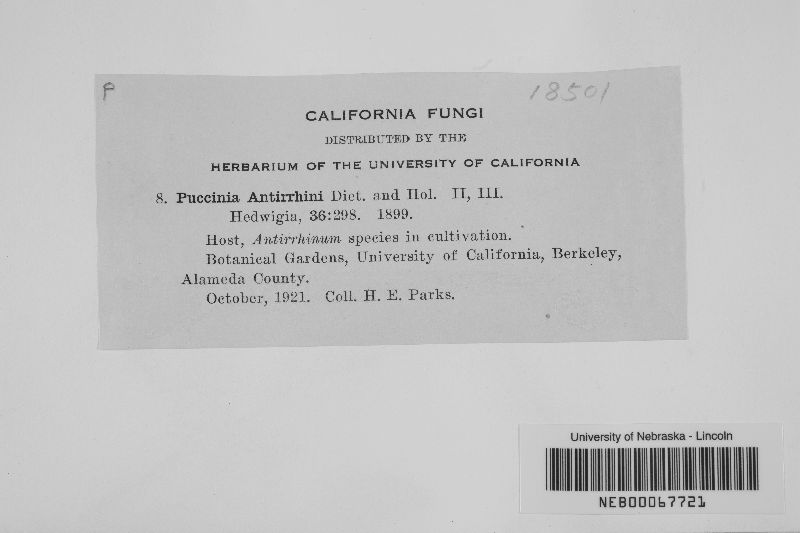 P
18501
CALIFORNIA FUNGI
DISTRIBUTED BY THE
HERBARIUM OF THE UNIVERSITY OF CALIFORNIA
8. Puccinia Antirrhini Diet. and Hol. II, III.
Hedwigia, 36:298. 1899.
Host, Antirrhinum species in cultivation.
Botanical Gardens, University of California, Berkeley,
Alameda County.
October, 1921. Coll. H. E. Parks.
University of Nebraska - Lincoln
NEB00067721